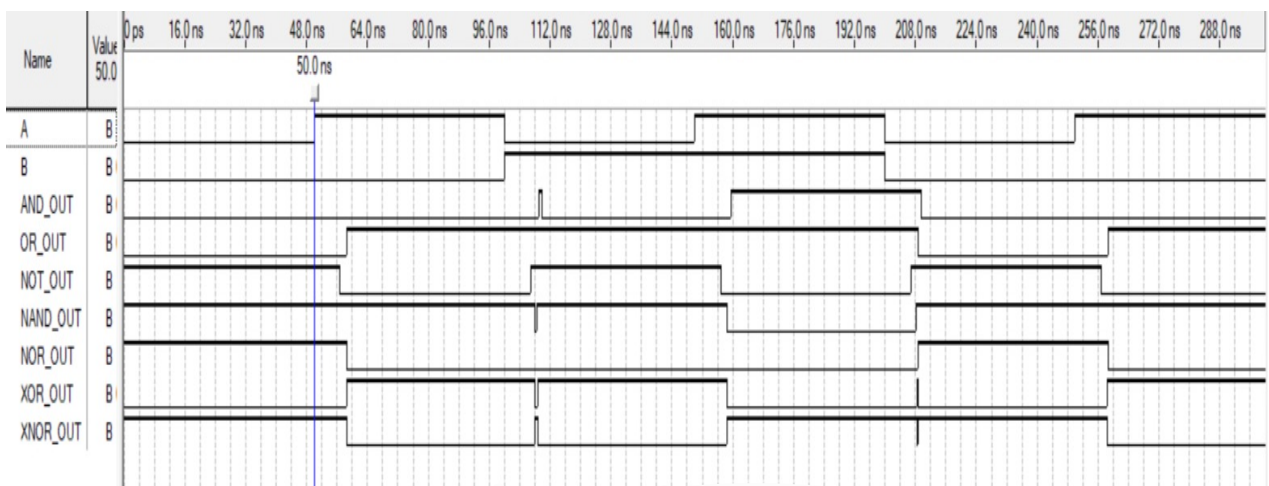 Name
Value
50.0
0 ps 16.0 ns 32.0 ns 48.0 ns 64.0 ns 80.0 ns 96.0 ns 112.0 ns 128.0 ns 144.0 ns 160.0 ns 176.0 ns 192.0 ns 208.0 ns 224.0 ns 240.0 ns 256.0 ns 272.0 ns 288.0 ns
50.0 ns
A B
B B
AND_OUT B
OR_OUT B
NOT_OUT B
NAND_OUT B
NOR_OUT B
XOR_OUT B
XNOR_OUT B